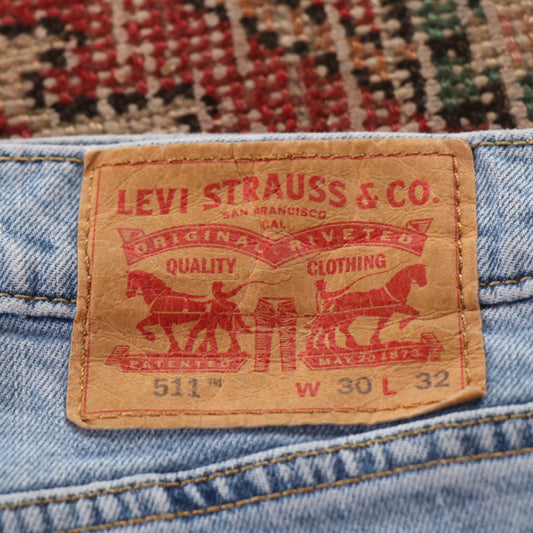 LEVI STRAUSS & CO.
SAN FRANCISCO
CAL
ORIGINAL RIVETED
QUALITY CLOTHING
PATENTED MAY 20 1873
511™ W 30 L 32